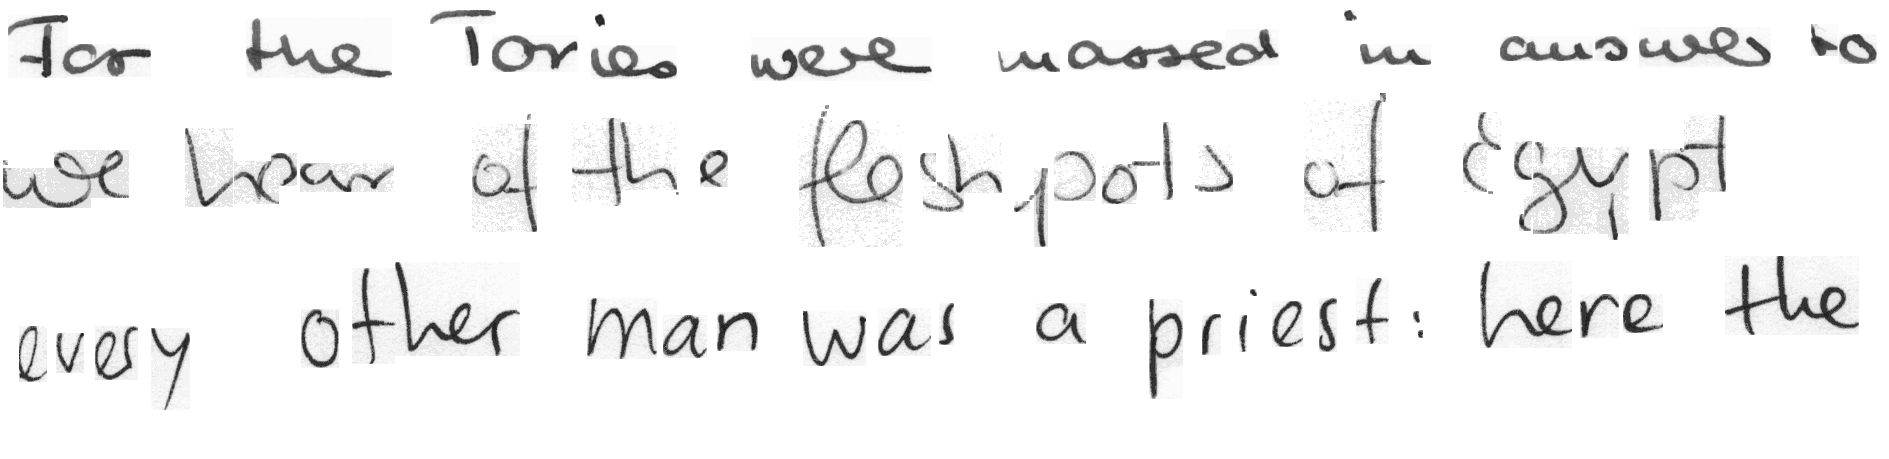 For the Tories were massed in answer to
we hear of the fleshpots of Egypt
every other man was a priest: here the